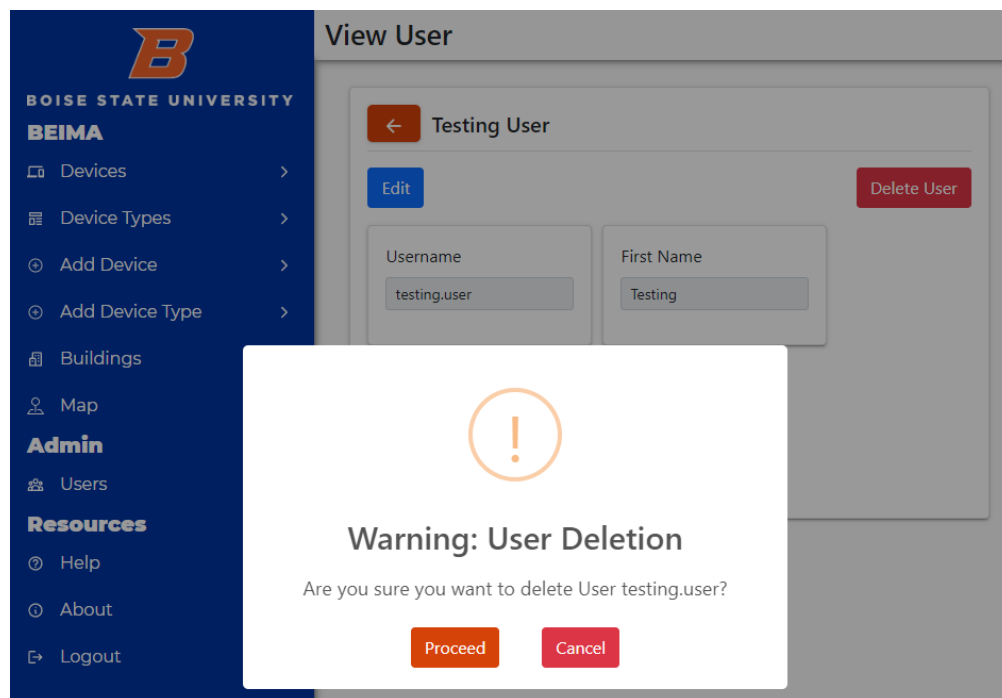 B
BOISE STATE UNIVERSITY
BEIMA
Devices
Device Types
Add Device
Add Device Type
Buildings
Map
Admin
Users
Resources
Help
About
Logout
View User
Testing User
Edit
Delete User
Username
First Name
testing.user
Testing
!
Warning: User Deletion
Are you sure you want to delete User testing.user?
Proceed
Cancel